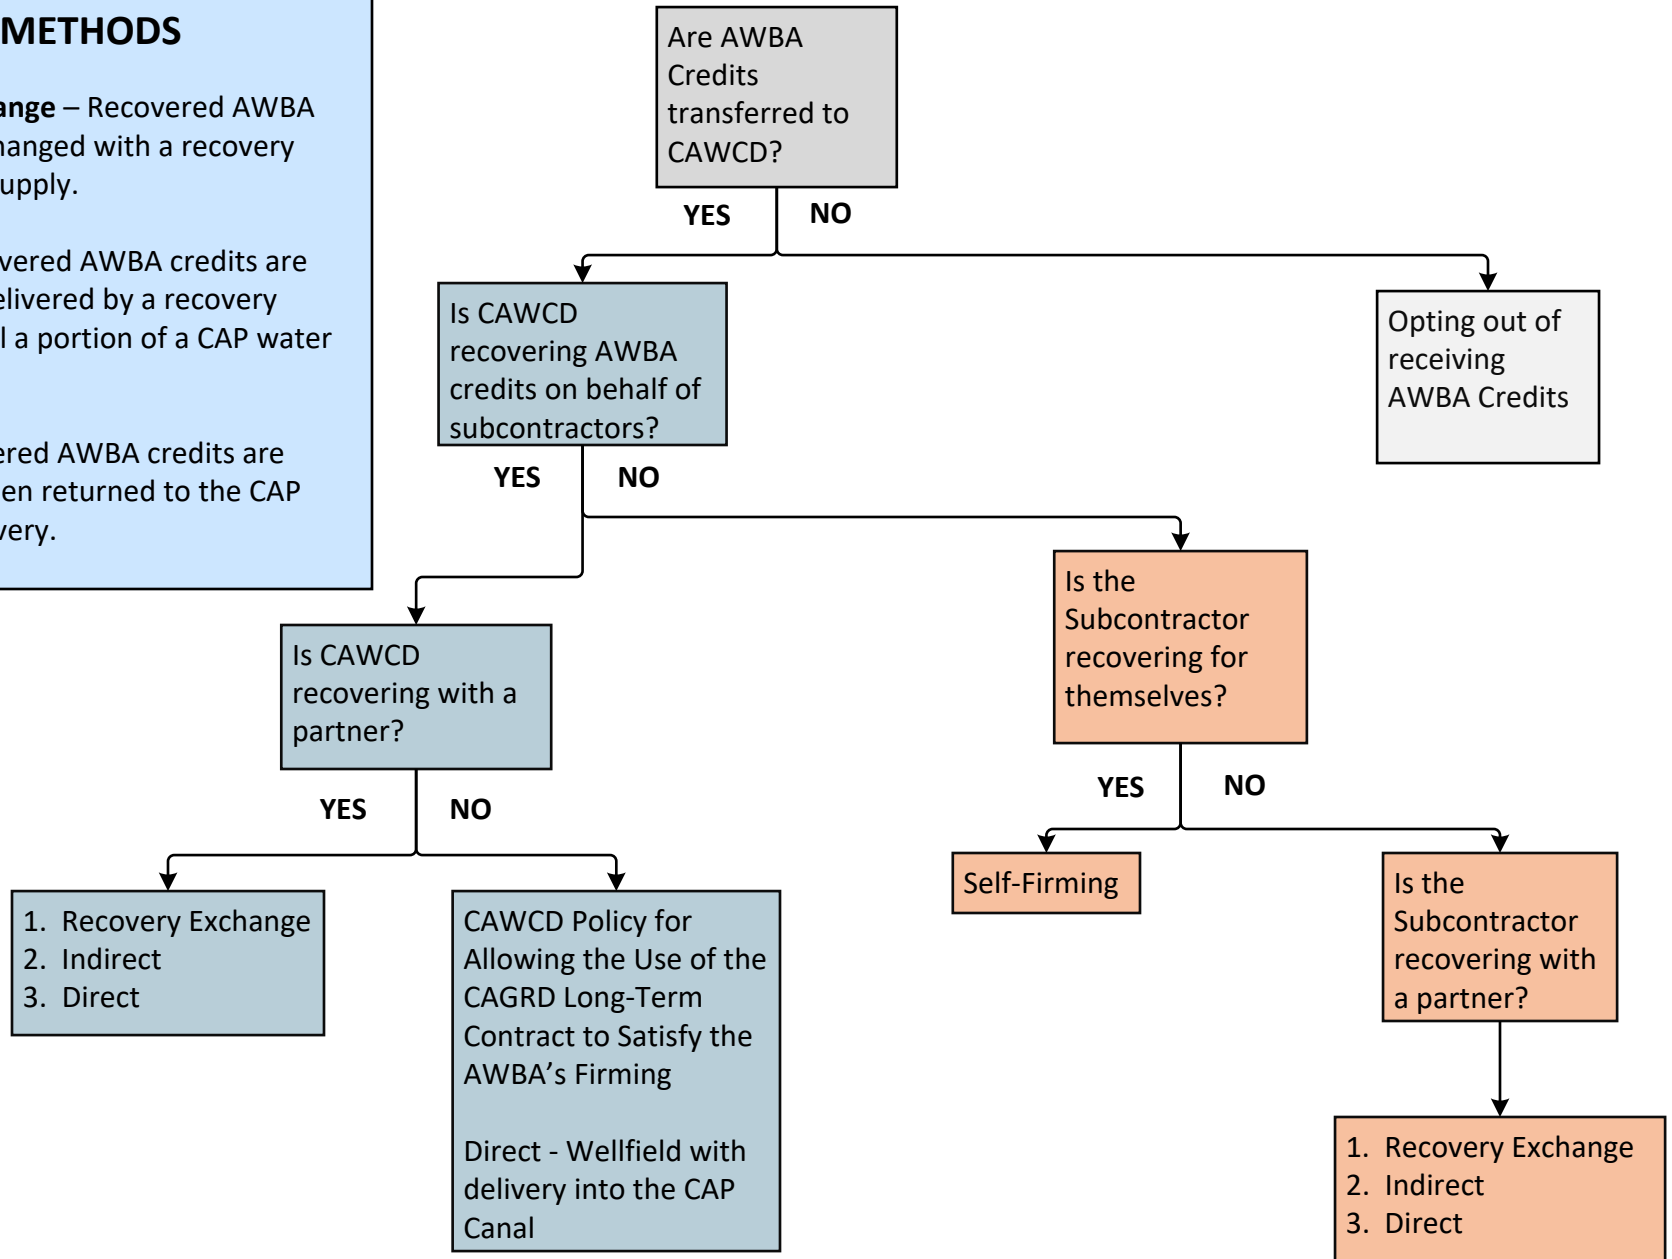 METHODS
ange – Recovered AWBA
hanged with a recovery
upply.
vered AWBA credits are
elivered by a recovery
l a portion of a CAP water
ered AWBA credits are
en returned to the CAP
very.
Are AWBA
Credits
transferred to
CAWCD?
YES NO
Is CAWCD
recovering AWBA
credits on behalf of
subcontractors?
Opting out of
receiving
AWBA Credits
YES NO
Is CAWCD
recovering with a
partner?
Is the
Subcontractor
recovering for
themselves?
YES NO
YES NO
1. Recovery Exchange
2. Indirect
3. Direct
CAWCD Policy for
Allowing the Use of the
CAGRD Long-Term
Contract to Satisfy the
AWBA’s Firming
Direct - Wellfield with
delivery into the CAP
Canal
Self-Firming
Is the
Subcontractor
recovering with
a partner?
1. Recovery Exchange
2. Indirect
3. Direct